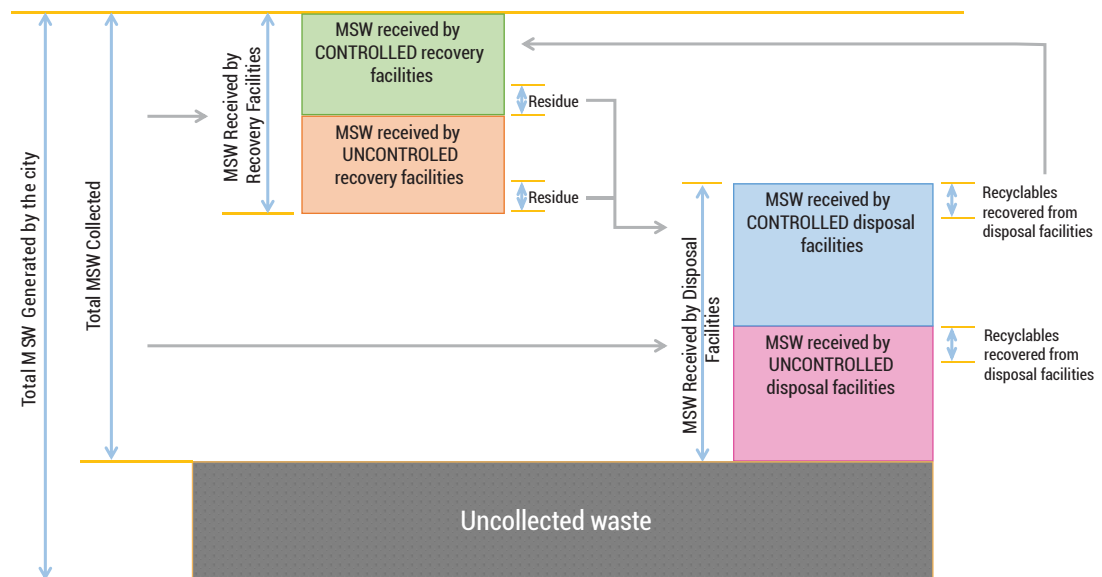 Total MSW Generated by the city
Total MSW Collected
MSW Received by
Recovery Facilities
MSW received by
CONTROLLED recovery
facilities
Residue
MSW received by
UNCONTROLED
recovery facilities
Residue
MSW Received by Disposal
Facilities
MSW received by
CONTROLLED disposal
facilities
Recyclables
recovered from
disposal facilities
MSW received by
UNCONTROLLED
disposal facilities
Recyclables
recovered from
disposal facilities
Uncollected waste